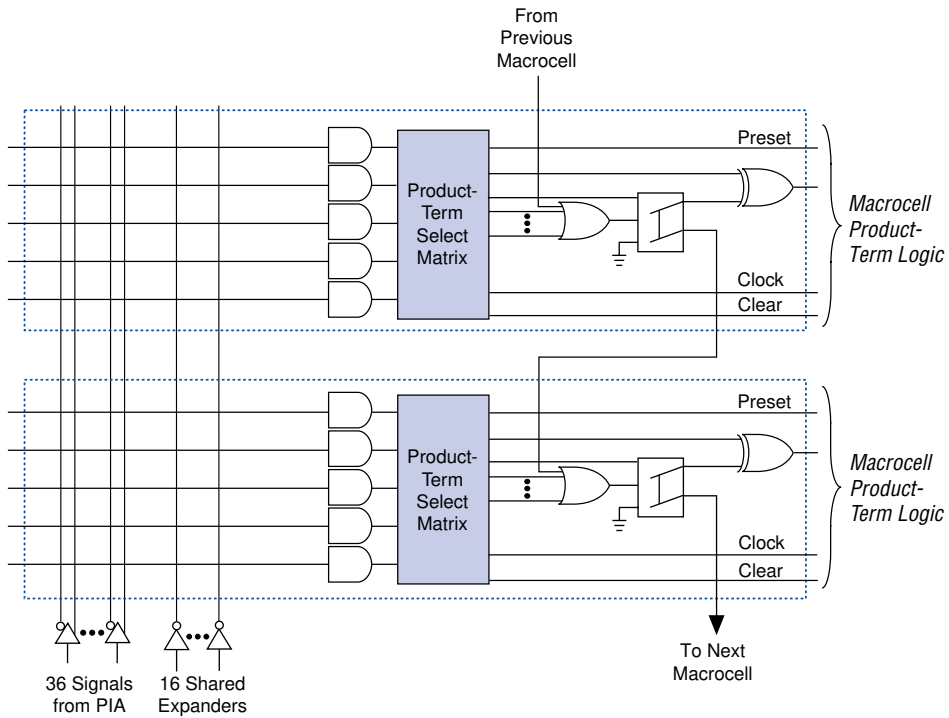 From
Previous
Macrocell
Preset
Product-
Term
Select
Matrix
Macrocell
Product-
Term Logic
Clock
Clear
Preset
Product-
Term
Select
Matrix
Macrocell
Product-
Term Logic
Clock
Clear
36 Signals
from PIA
16 Shared
Expanders
To Next
Macrocell